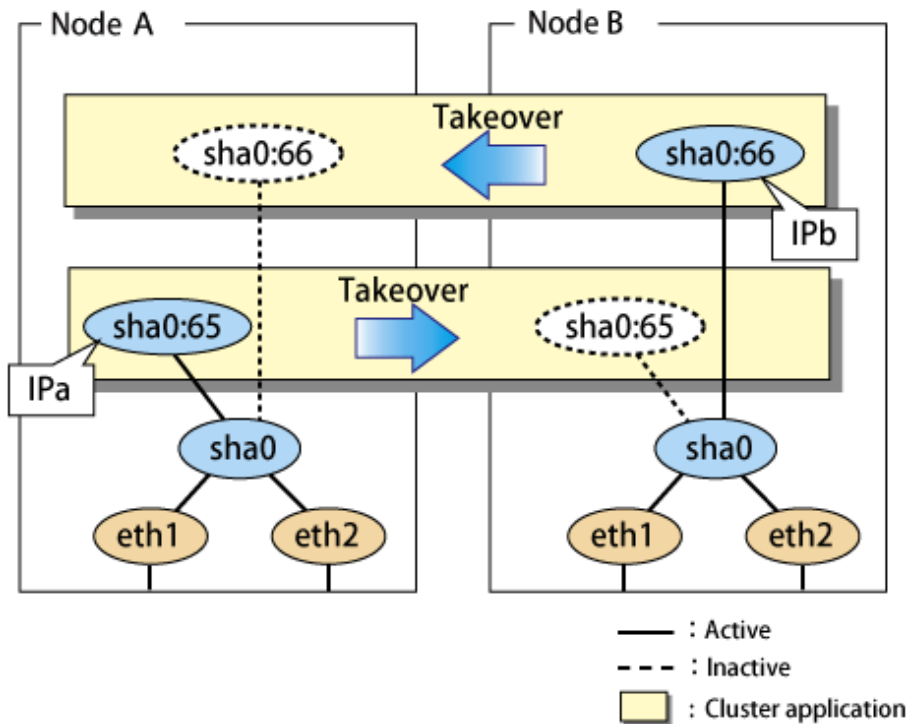 Node A
Node B
Takeover
sha0:66
sha0:66
IPb
Takeover
sha0:65
sha0:65
IPa
sha0
sha0
eth1
eth2
eth1
eth2
: Active
: Inactive
: Cluster application